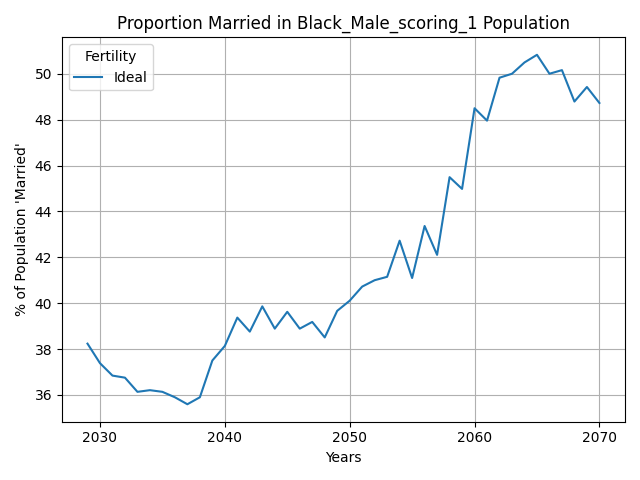 Proportion Married in Black_Male_scoring_1 Population
Fertility
Ideal
% of Population 'Married'
50
48
46
44
42
40
38
36
2030 2040 2050 2060 2070
Years